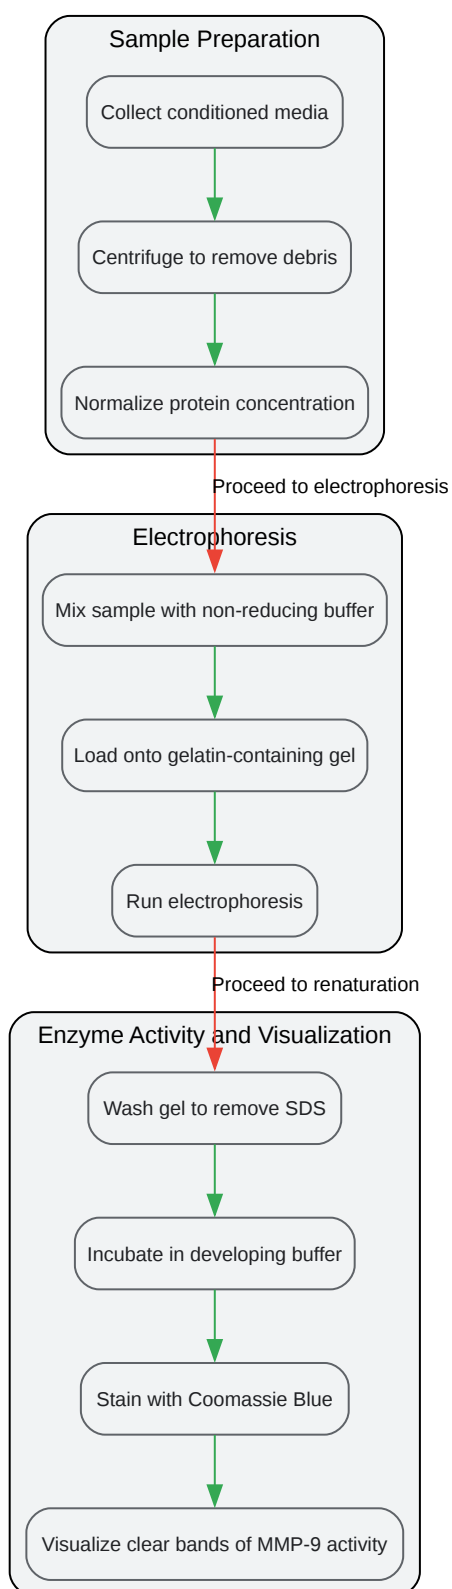 Sample Preparation
Collect conditioned media
Centrifuge to remove debris
Normalize protein concentration
Proceed to electrophoresis
Electrophoresis
Mix sample with non-reducing buffer
Load onto gelatin-containing gel
Run electrophoresis
Proceed to renaturation
Enzyme Activity and Visualization
Wash gel to remove SDS
Incubate in developing buffer
Stain with Coomassie Blue
Visualize clear bands of MMP-9 activity